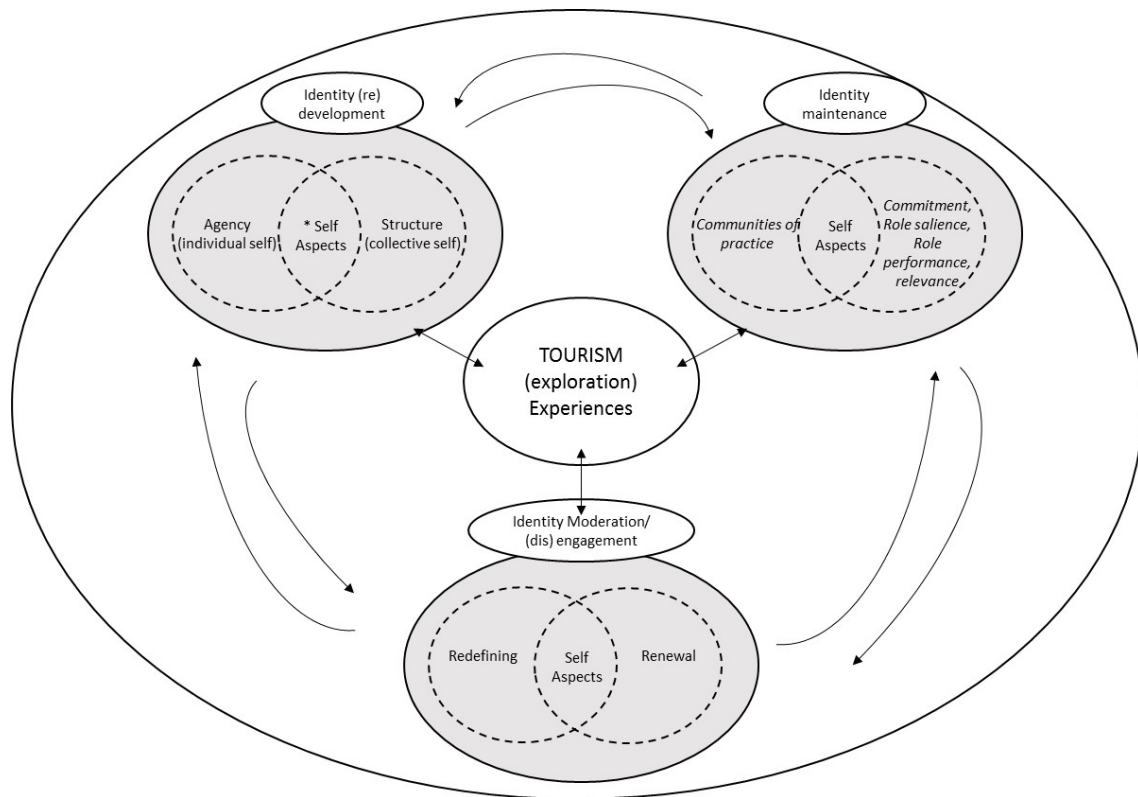 Identity (re)
development
Identity
maintenance
Agency
(individual self)
* Self
Aspects
Structure
(collective self)
Communities of
practice
Self
Aspects
Commitment,
Role salience,
Role
performance,
relevance
TOURISM
(exploration)
Experiences
Identity Moderation/
(dis) engagement
Redefining
Self
Aspects
Renewal